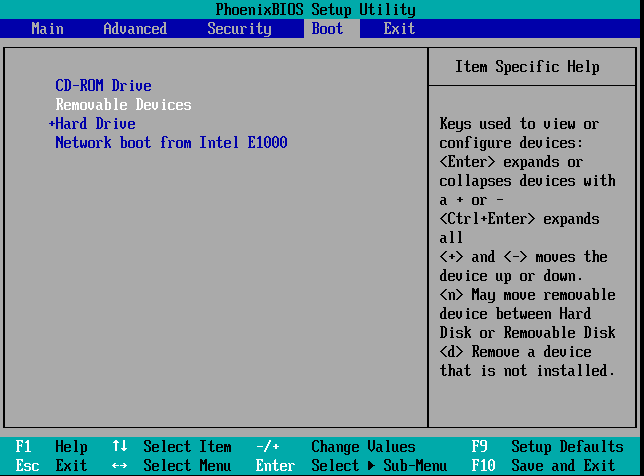 PhoenixBIOS Setup Utility
Main Advanced Security Boot Exit
CD-ROM Drive
Removable Devices
+Hard Drive
Network boot from Intel E1000
Item Specific Help
Keys used to view or
configure devices:
<Enter> expands or
collapses devices with
a + or -
<Ctrl+Enter> expands
all
<+> and <-> moves the
device up or down.
<n> May move removable
device between Hard
Disk or Removable Disk
<d> Remove a device
that is not installed.
F1 Help ↑↓ Select Item -/+ Change Values F9 Setup Defaults
Esc Exit ↔ Select Menu Enter Select ▶ Sub-Menu F10 Save and Exit